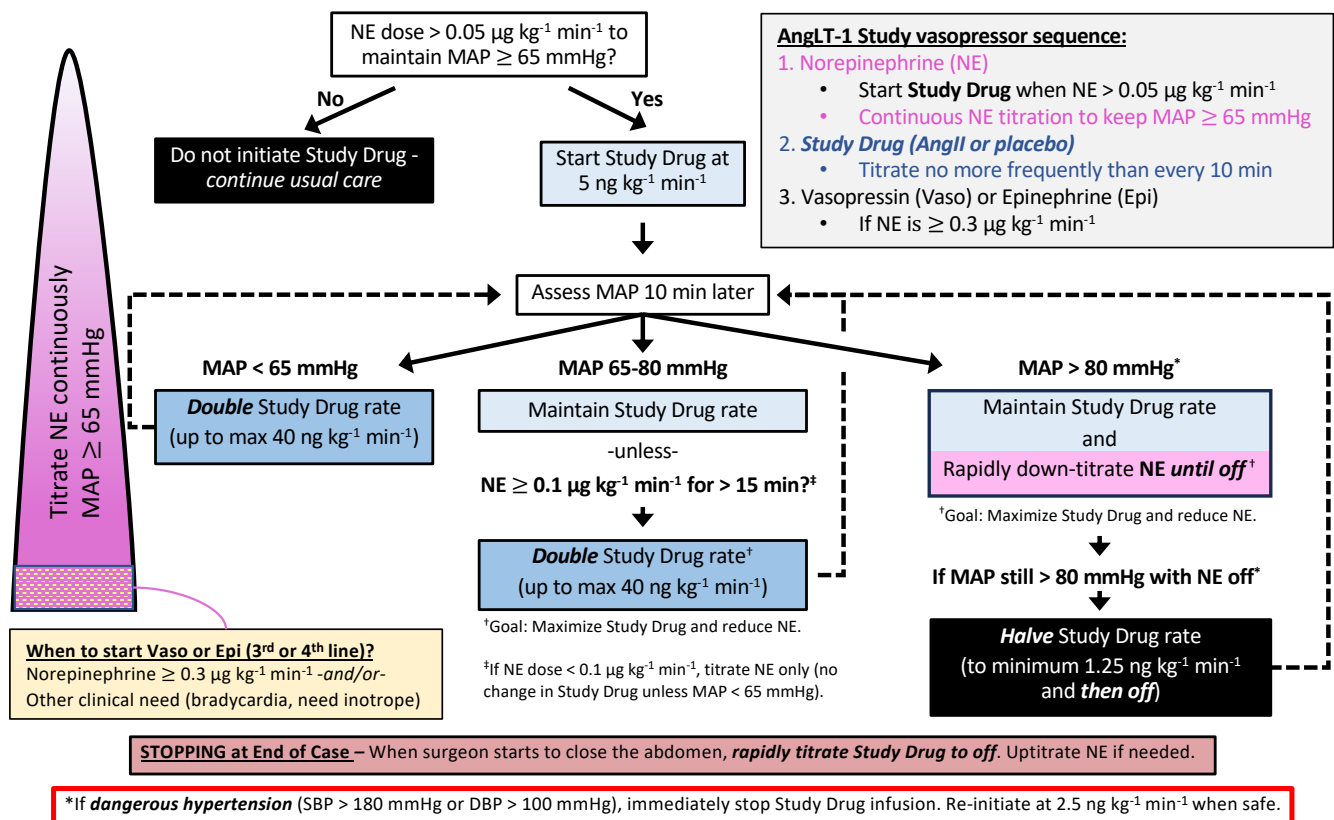 NE dose > 0.05 µg kg⁻¹ min⁻¹ to
maintain MAP ≥ 65 mmHg?
No
Yes
Do not initiate Study Drug -
continue usual care
Start Study Drug at
5 ng kg⁻¹ min⁻¹
AngLT-1 Study vasopressor sequence:
1. Norepinephrine (NE)
• Start Study Drug when NE > 0.05 µg kg⁻¹ min⁻¹
• Continuous NE titration to keep MAP ≥ 65 mmHg
2. Study Drug (AngII or placebo)
• Titrate no more frequently than every 10 min
3. Vasopressin (Vaso) or Epinephrine (Epi)
• If NE is ≥ 0.3 µg kg⁻¹ min⁻¹
Titrate NE continuously
MAP ≥ 65 mmHg
Assess MAP 10 min later
MAP < 65 mmHg
Double Study Drug rate
(up to max 40 ng kg⁻¹ min⁻¹)
MAP 65-80 mmHg
Maintain Study Drug rate
-unless-
NE ≥ 0.1 µg kg⁻¹ min⁻¹ for > 15 min?‡
Double Study Drug rate†
(up to max 40 ng kg⁻¹ min⁻¹)
†Goal: Maximize Study Drug and reduce NE.
‡If NE dose < 0.1 µg kg⁻¹ min⁻¹, titrate NE only (no
change in Study Drug unless MAP < 65 mmHg).
MAP > 80 mmHg*
Maintain Study Drug rate
and
Rapidly down-titrate NE until off †
†Goal: Maximize Study Drug and reduce NE.
If MAP still > 80 mmHg with NE off*
Halve Study Drug rate
(to minimum 1.25 ng kg⁻¹ min⁻¹
and then off)
When to start Vaso or Epi (3rd or 4th line)?
Norepinephrine ≥ 0.3 µg kg⁻¹ min⁻¹ -and/or-
Other clinical need (bradycardia, need inotrope)
STOPPING at End of Case – When surgeon starts to close the abdomen, rapidly titrate Study Drug to off. Uptitrate NE if needed.
*If dangerous hypertension (SBP > 180 mmHg or DBP > 100 mmHg), immediately stop Study Drug infusion. Re-initiate at 2.5 ng kg⁻¹ min⁻¹ when safe.